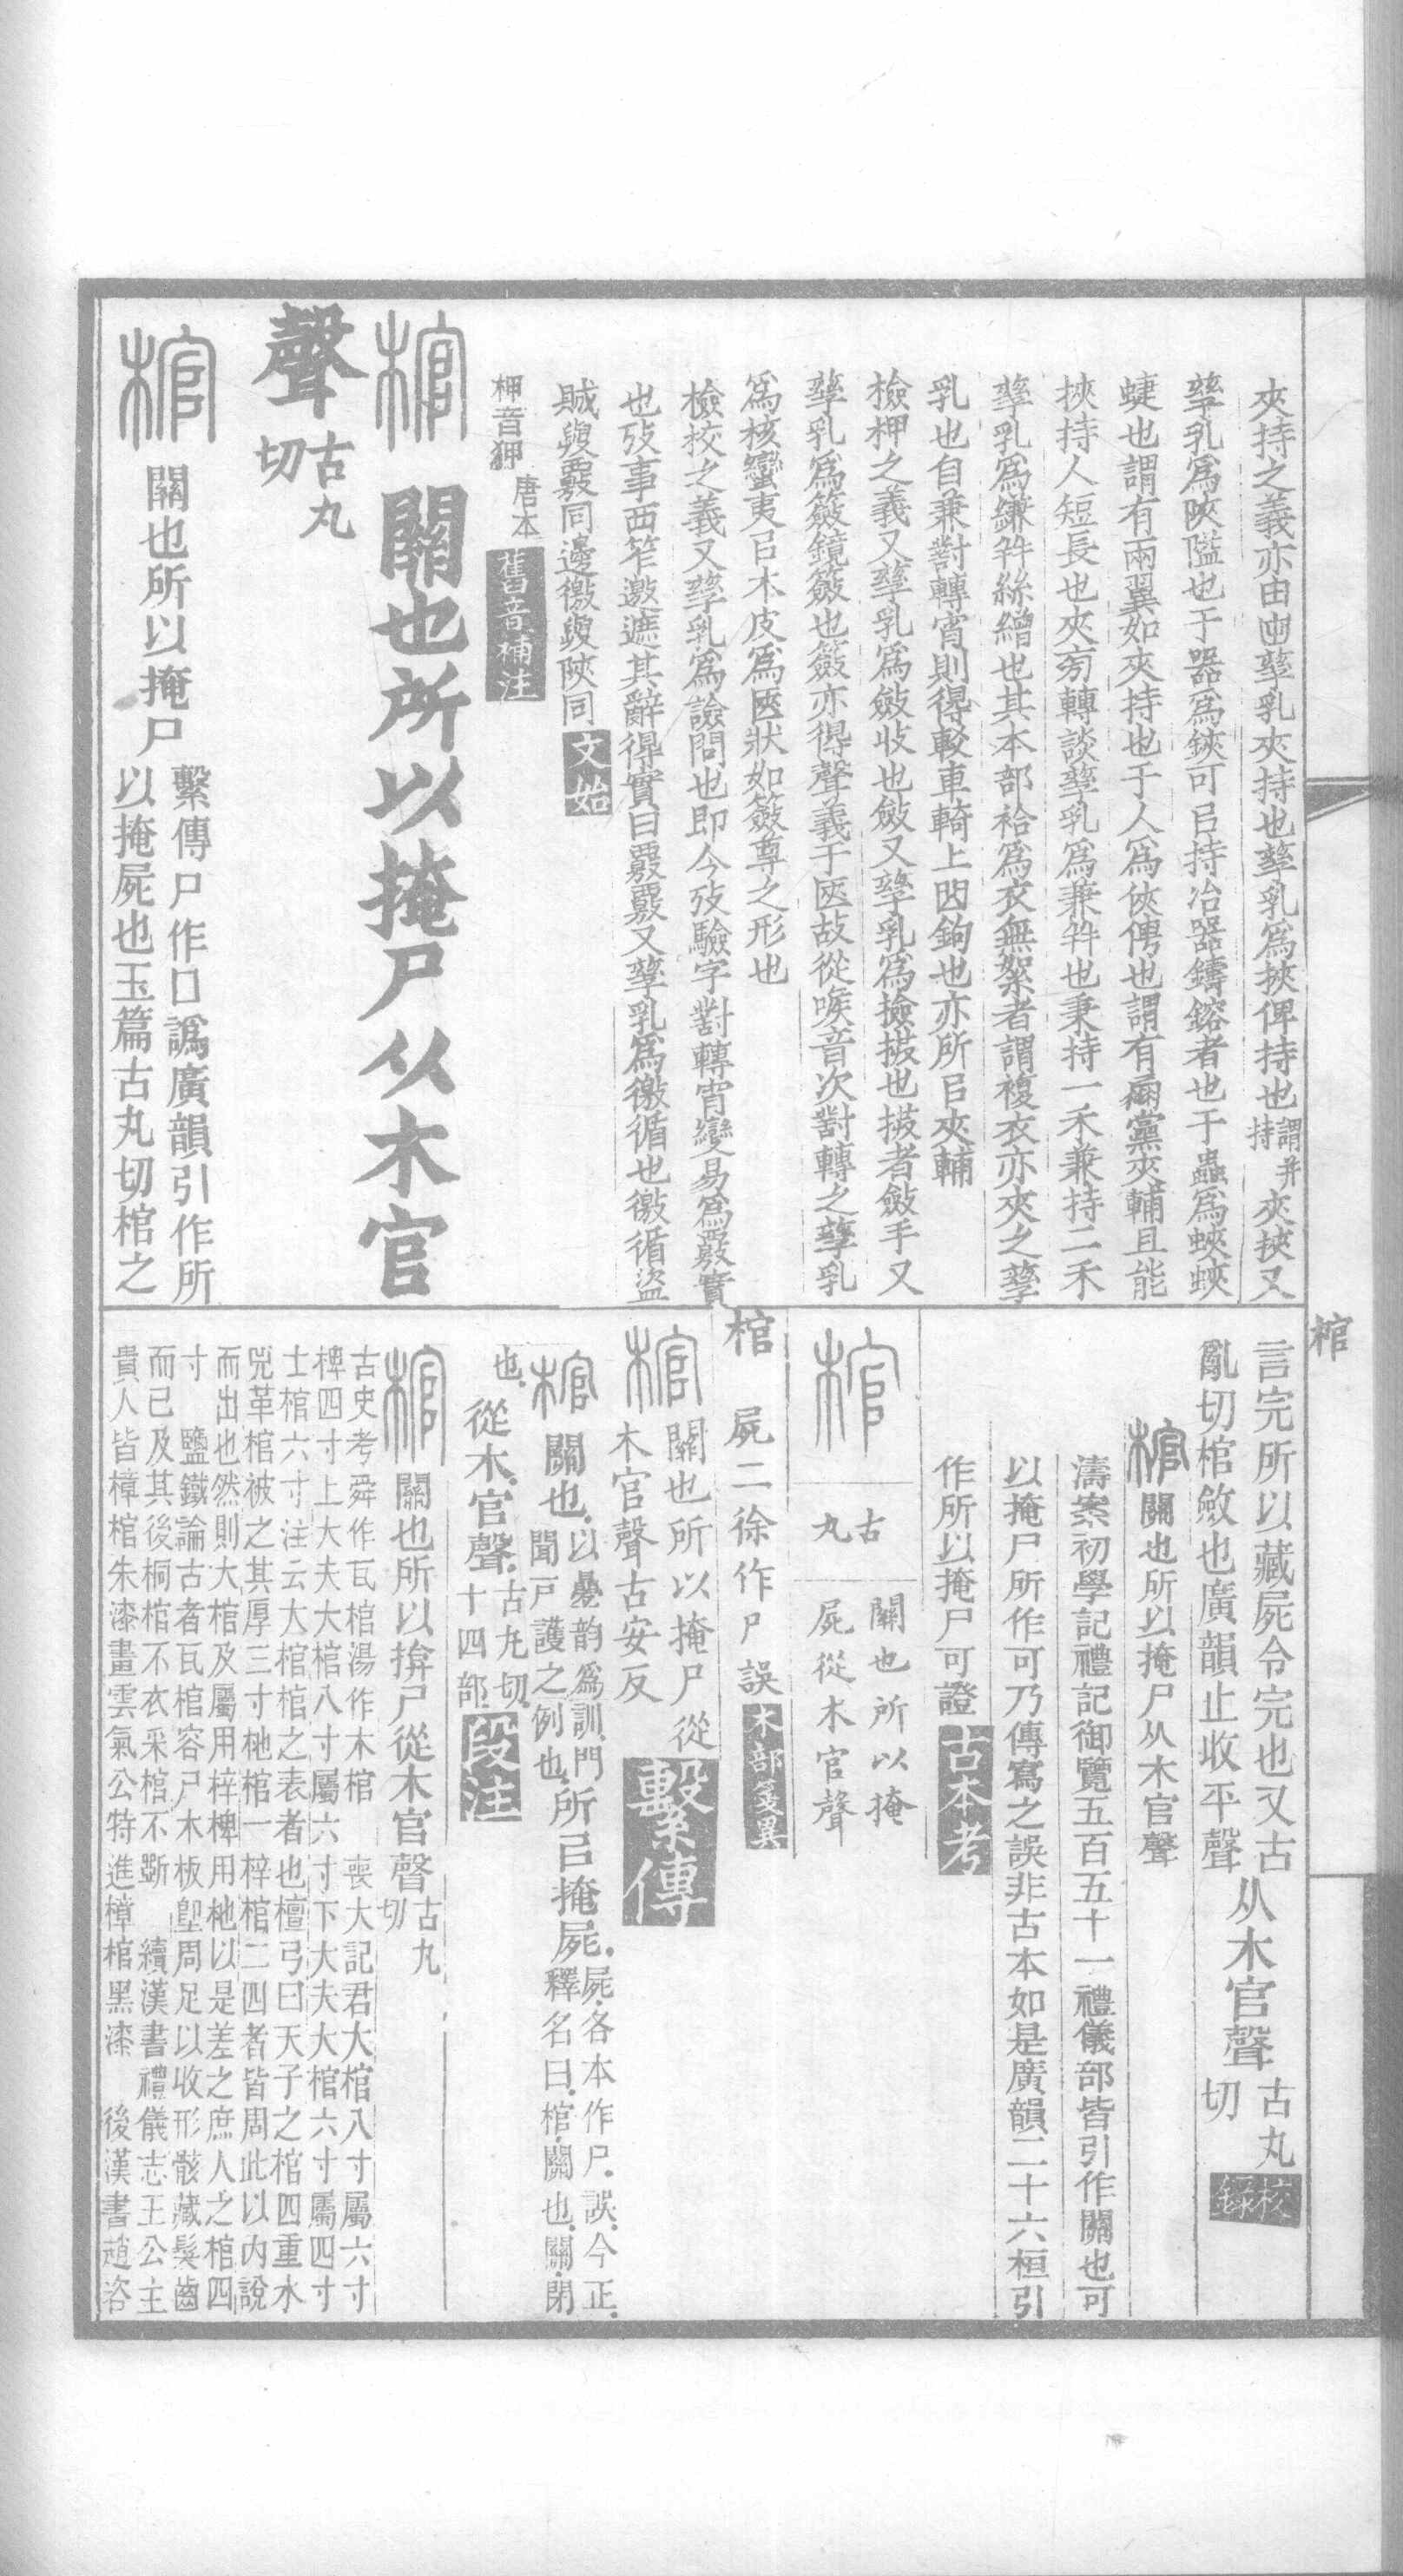 夾持之義亦由㕚孳乳夾持也孳乳爲挾俾持也謂幷持夾挾又
孳乳爲陝隘也于器爲鋏可㠯持冶器鑄鎔者也于蟲爲蛺蛺
蜨也謂有兩翼如夾持也于人爲俠俜也謂有兩黨夾輔且能
挾持人短長也夾㫄轉談孳乳爲兼幷也秉持一禾兼持二禾
孳乳爲縑幷絲繒也其本部袷爲衣無絮者謂複衣亦夾之孳
乳也自兼對轉宵則得較車輢上曲鉤也亦所㠯夾輔
檢柙之義又孳乳爲斂收也斂又孳乳爲撿拔也拔者斂手又
孳乳爲籢鏡籢也籢亦得聲義于匧故從喉音次對轉之孳乳
爲核蠻夷㠯木皮爲匧狀如籢尊之形也
檢校之義又孳乳爲譣問也即今攷驗字對轉宵變易爲覈實
也攷事西笮邀遮其辭得實曰覈覈又孳乳爲徼循也徼循盜
賊與覈同邊徼與陜同文始
柙音狎唐本舊音補注
棺關也所以掩尸从木官
聲古丸切
棺關也所以掩尸繫傳尸作口譌廣韻引作所
以掩屍也玉篇古丸切棺之
棺
言完所以藏屍令完也又古
亂切棺斂也廣韻止收平聲从木官聲古丸切校錄
棺關也所以掩尸从木官聲
濤案初學記禮記御覽五百五十一禮儀部皆引作關也可
以掩尸所作可乃傳寫之誤非古本如是廣韻二十六桓引
作所以掩尸可證古本考
棺古丸關也所以掩屍從木官聲
棺屍二徐作尸誤木部箋異
棺關也所以掩尸從
木官聲古安反繫傳
棺關也以疊韵爲訓門聞戸護之例也所㠯掩屍屍各本作尸誤今正釋名曰棺關也關閉
也從木官聲古丸切十四部段注
棺關也所以揜尸從木官聲古丸切
古史考舜作瓦棺湯作木棺 喪大記君大棺八寸屬六寸
椑四寸上大夫大棺八寸屬六寸下大夫大棺六寸屬四寸
士棺六寸注云大棺棺之表者也檀弓曰天子之棺四重水
兕革棺被之其厚三寸杝棺一梓棺二四者皆周此以內說
而出也然則大棺及屬用梓椑用杝以是差之庶人之棺四
寸 鹽鐵論古者瓦棺容尸木板堲周足以收形骸藏髮齒
而已及其後桐棺不衣采棺不斲 續漢書禮儀志王公主
貴人皆樟棺朱漆畫雲氣公特進樟棺黑漆 後漢書趙咨